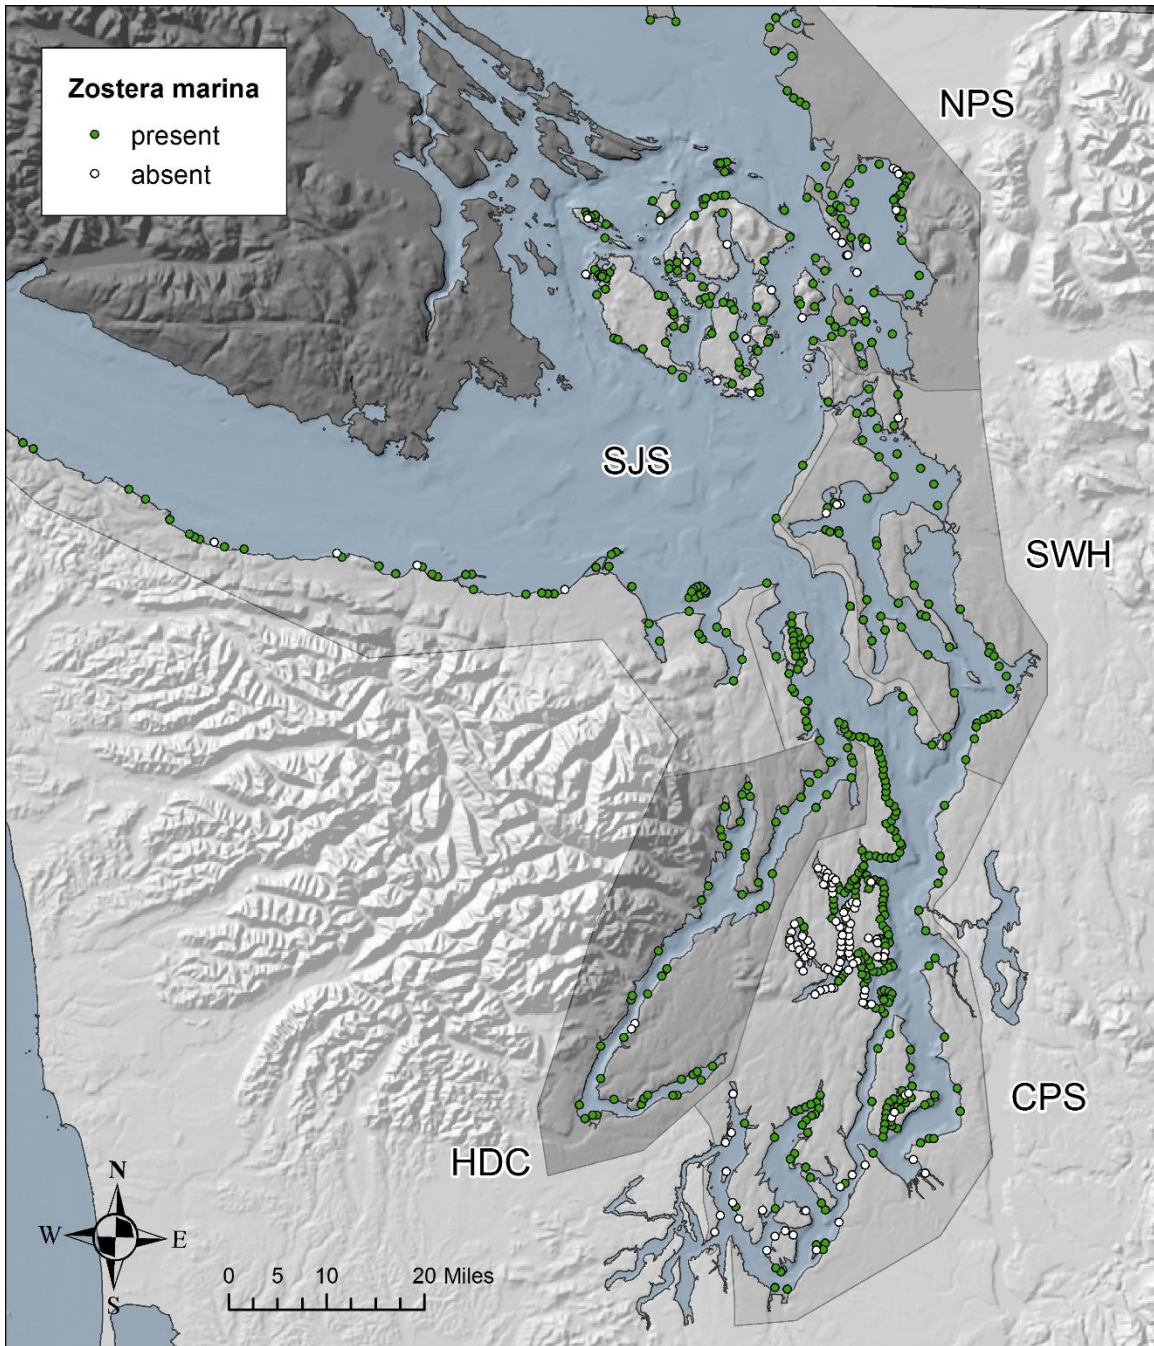 Zostera marina
present
absent
NPS
SJS
SWH
CPS
HDC
N
W E
S
0 5 10 20 Miles